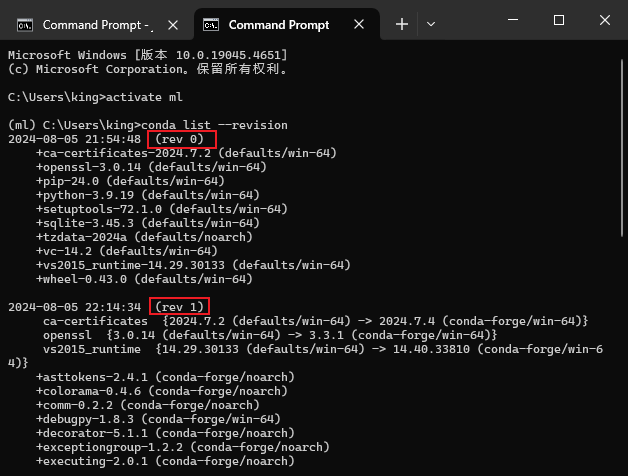 Command Prompt -
Command Prompt
Microsoft Windows [版本 10.0.19045.4651]
(c) Microsoft Corporation。保留所有权利。
C:\Users\king>activate ml
(ml) C:\Users\king>conda list --revision
2024-08-05 21:54:48  (rev 0)
+ca-certificates-2024.7.2 (defaults/win-64)
+openssl-3.0.14 (defaults/win-64)
+pip-24.0 (defaults/win-64)
+python-3.9.19 (defaults/win-64)
+setuptools-72.1.0 (defaults/win-64)
+sqlite-3.45.3 (defaults/win-64)
+tzdata-2024a (defaults/noarch)
+vc-14.2 (defaults/win-64)
+vs2015_runtime-14.29.30133 (defaults/win-64)
+wheel-0.43.0 (defaults/win-64)
2024-08-05 22:14:34  (rev 1)
ca-certificates  {2024.7.2 (defaults/win-64) -> 2024.7.4 (conda-forge/win-64)}
openssl  {3.0.14 (defaults/win-64) -> 3.3.1 (conda-forge/win-64)}
vs2015_runtime  {14.29.30133 (defaults/win-64) -> 14.40.33810 (conda-forge/win-6
4)}
+asttokens-2.4.1 (conda-forge/noarch)
+colorama-0.4.6 (conda-forge/noarch)
+comm-0.2.2 (conda-forge/noarch)
+debugpy-1.8.3 (conda-forge/win-64)
+decorator-5.1.1 (conda-forge/noarch)
+exceptiongroup-1.2.2 (conda-forge/noarch)
+executing-2.0.1 (conda-forge/noarch)